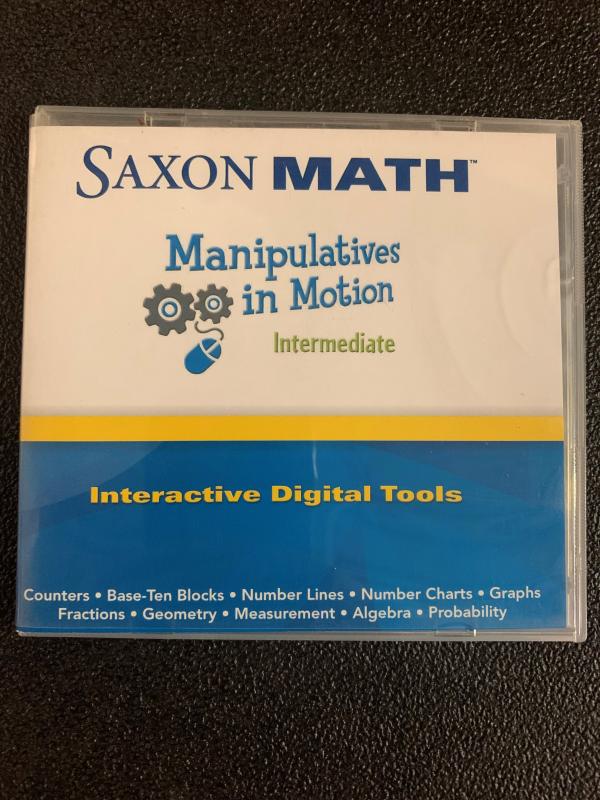 SAXON MATH™
Manipulatives
in Motion
Intermediate
Interactive Digital Tools
Counters • Base-Ten Blocks • Number Lines • Number Charts • Graphs
Fractions • Geometry • Measurement • Algebra • Probability